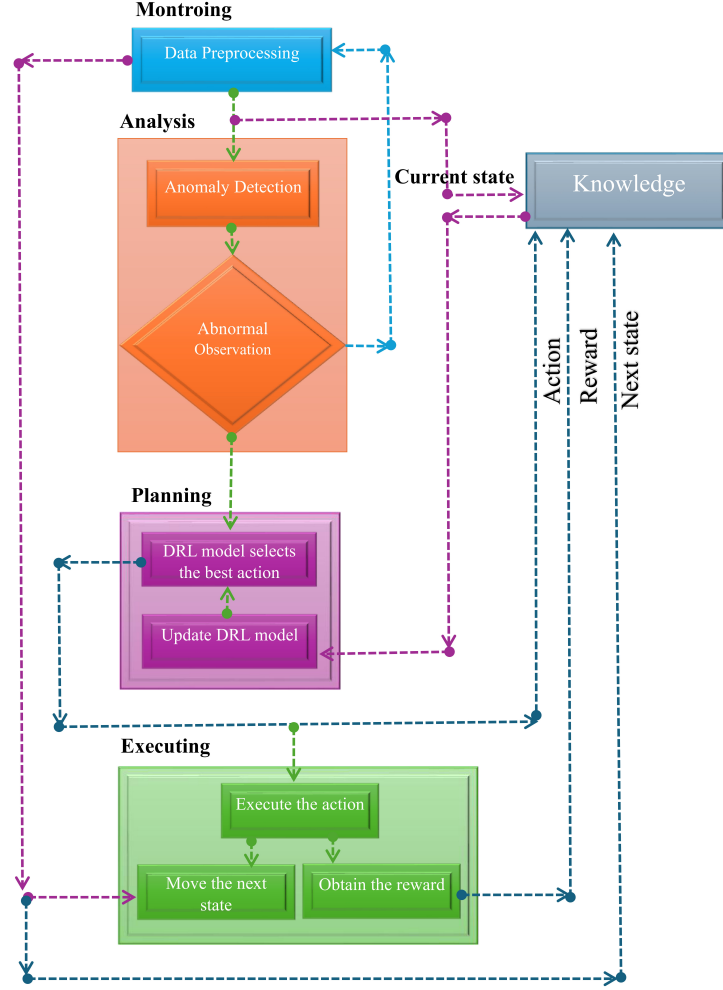 Montroing
Data Preprocessing
Analysis
Anomaly Detection
Current state
Knowledge
Abnormal
Observation
Action
Reward
Next state
Planning
DRL model selects
the best action
Update DRL model
Executing
Execute the action
Move the next
state
Obtain the reward